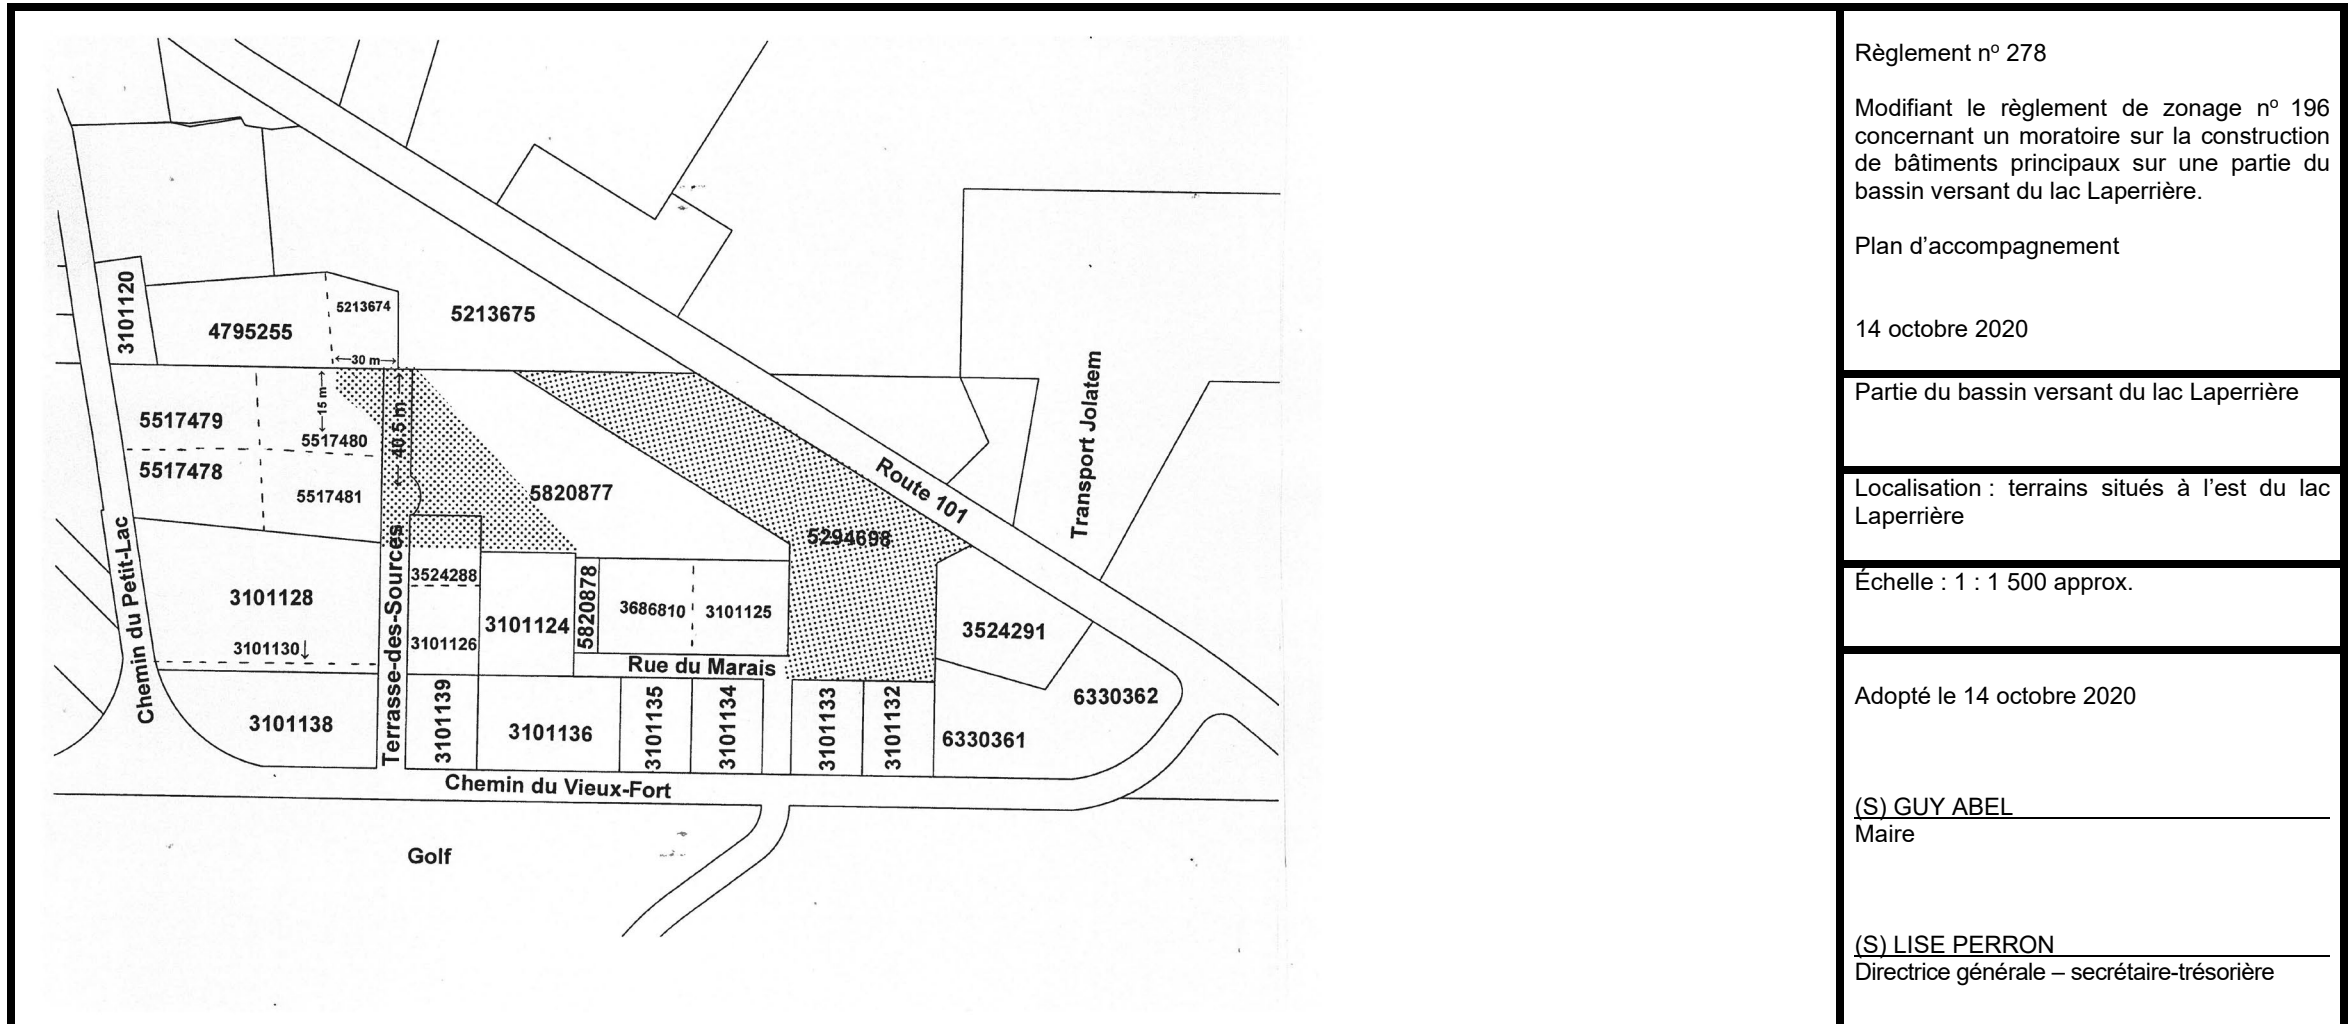 3101120
4795255
5213674
5213675
←30 m→
←15 m→
← 40,5 m →
5517479
5517480
5517478
5517481
5820877
5294698
Route 101
Transport Jolatem
Chemin du Petit-Lac
Terrasse-des-Sources
3101128
3101130↓
3524288
3101126
3101124
5820878
3686810
3101125
Rue du Marais
3524291
6330362
3101138
3101139
3101136
3101135
3101134
3101133
3101132
6330361
Chemin du Vieux-Fort
Golf
Règlement nº 278
Modifiant le règlement de zonage nº 196
concernant un moratoire sur la construction
de bâtiments principaux sur une partie du
bassin versant du lac Laperrière.
Plan d’accompagnement
14 octobre 2020
Partie du bassin versant du lac Laperrière
Localisation : terrains situés à l’est du lac
Laperrière
Échelle : 1 : 1 500 approx.
Adopté le 14 octobre 2020
(S) GUY ABEL
Maire
(S) LISE PERRON
Directrice générale – secrétaire-trésorière